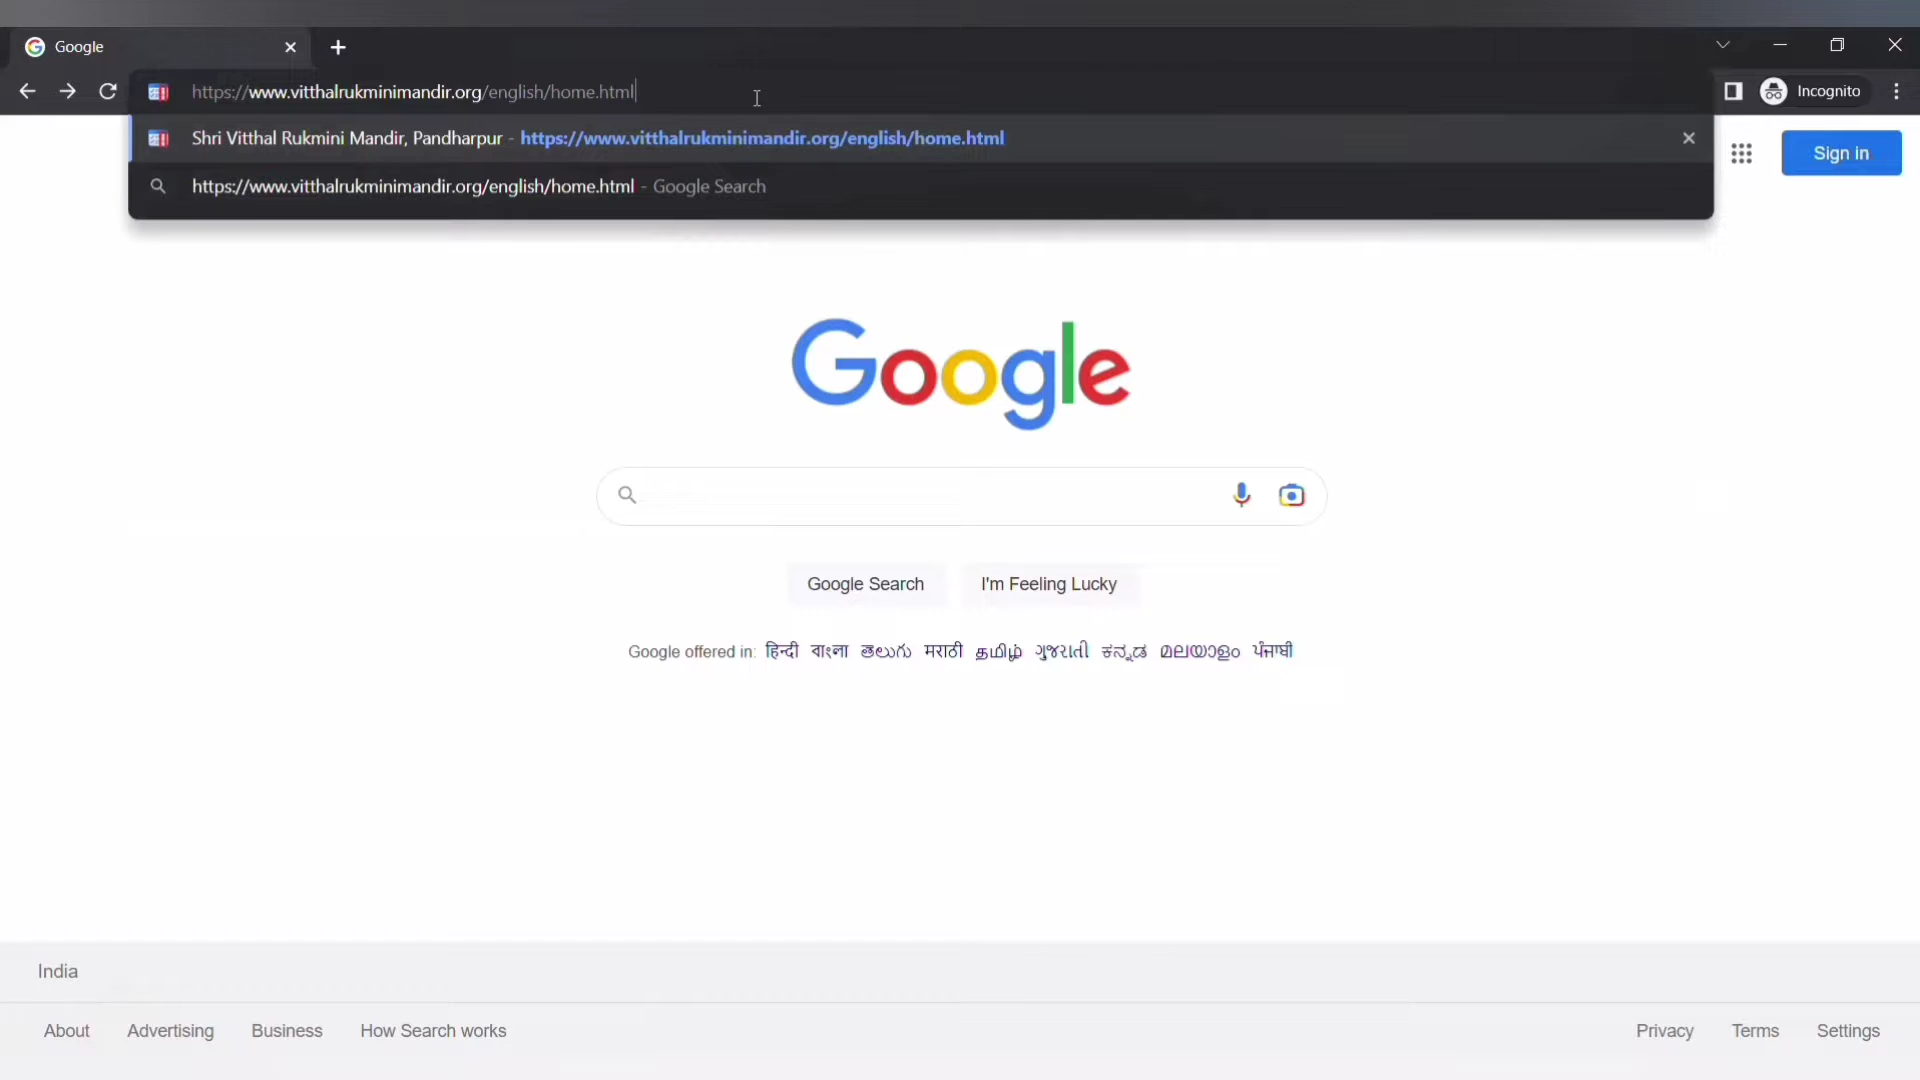 Google
https://www.vitthalrukminimandir.org/english/home.html
Incognito
Shri Vitthal Rukmini Mandir, Pandharpur - https://www.vitthalrukminimandir.org/english/home.html
https://www.vitthalrukminimandir.org/english/home.html - Google Search
Sign in
Google
Google Search I'm Feeling Lucky
Google offered in: हिन्दी বাংলা తెలుగు मराठी தமிழ் ગુજરાતી ಕನ್ನಡ മലയാളം ਪੰਜਾਬੀ
India
About Advertising Business How Search works Privacy Terms Settings